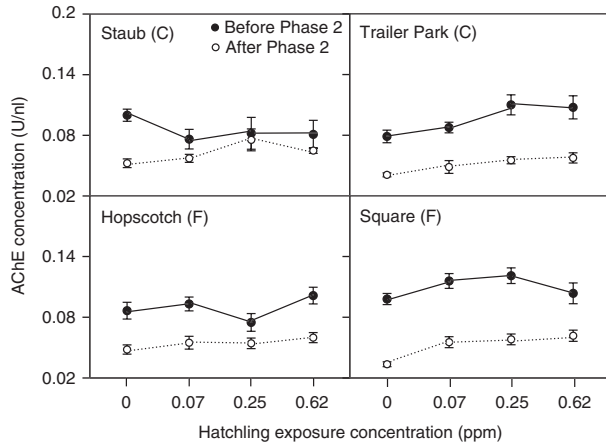 0.2
Staub (C)
Before Phase 2
After Phase 2
Trailer Park (C)
0.14
0.08
0.02
Hopscotch (F)
Square (F)
0.14
0.08
0.02
AChE concentration (U/nl)
0 0.07 0.25 0.62 0 0.07 0.25 0.62
Hatchling exposure concentration (ppm)